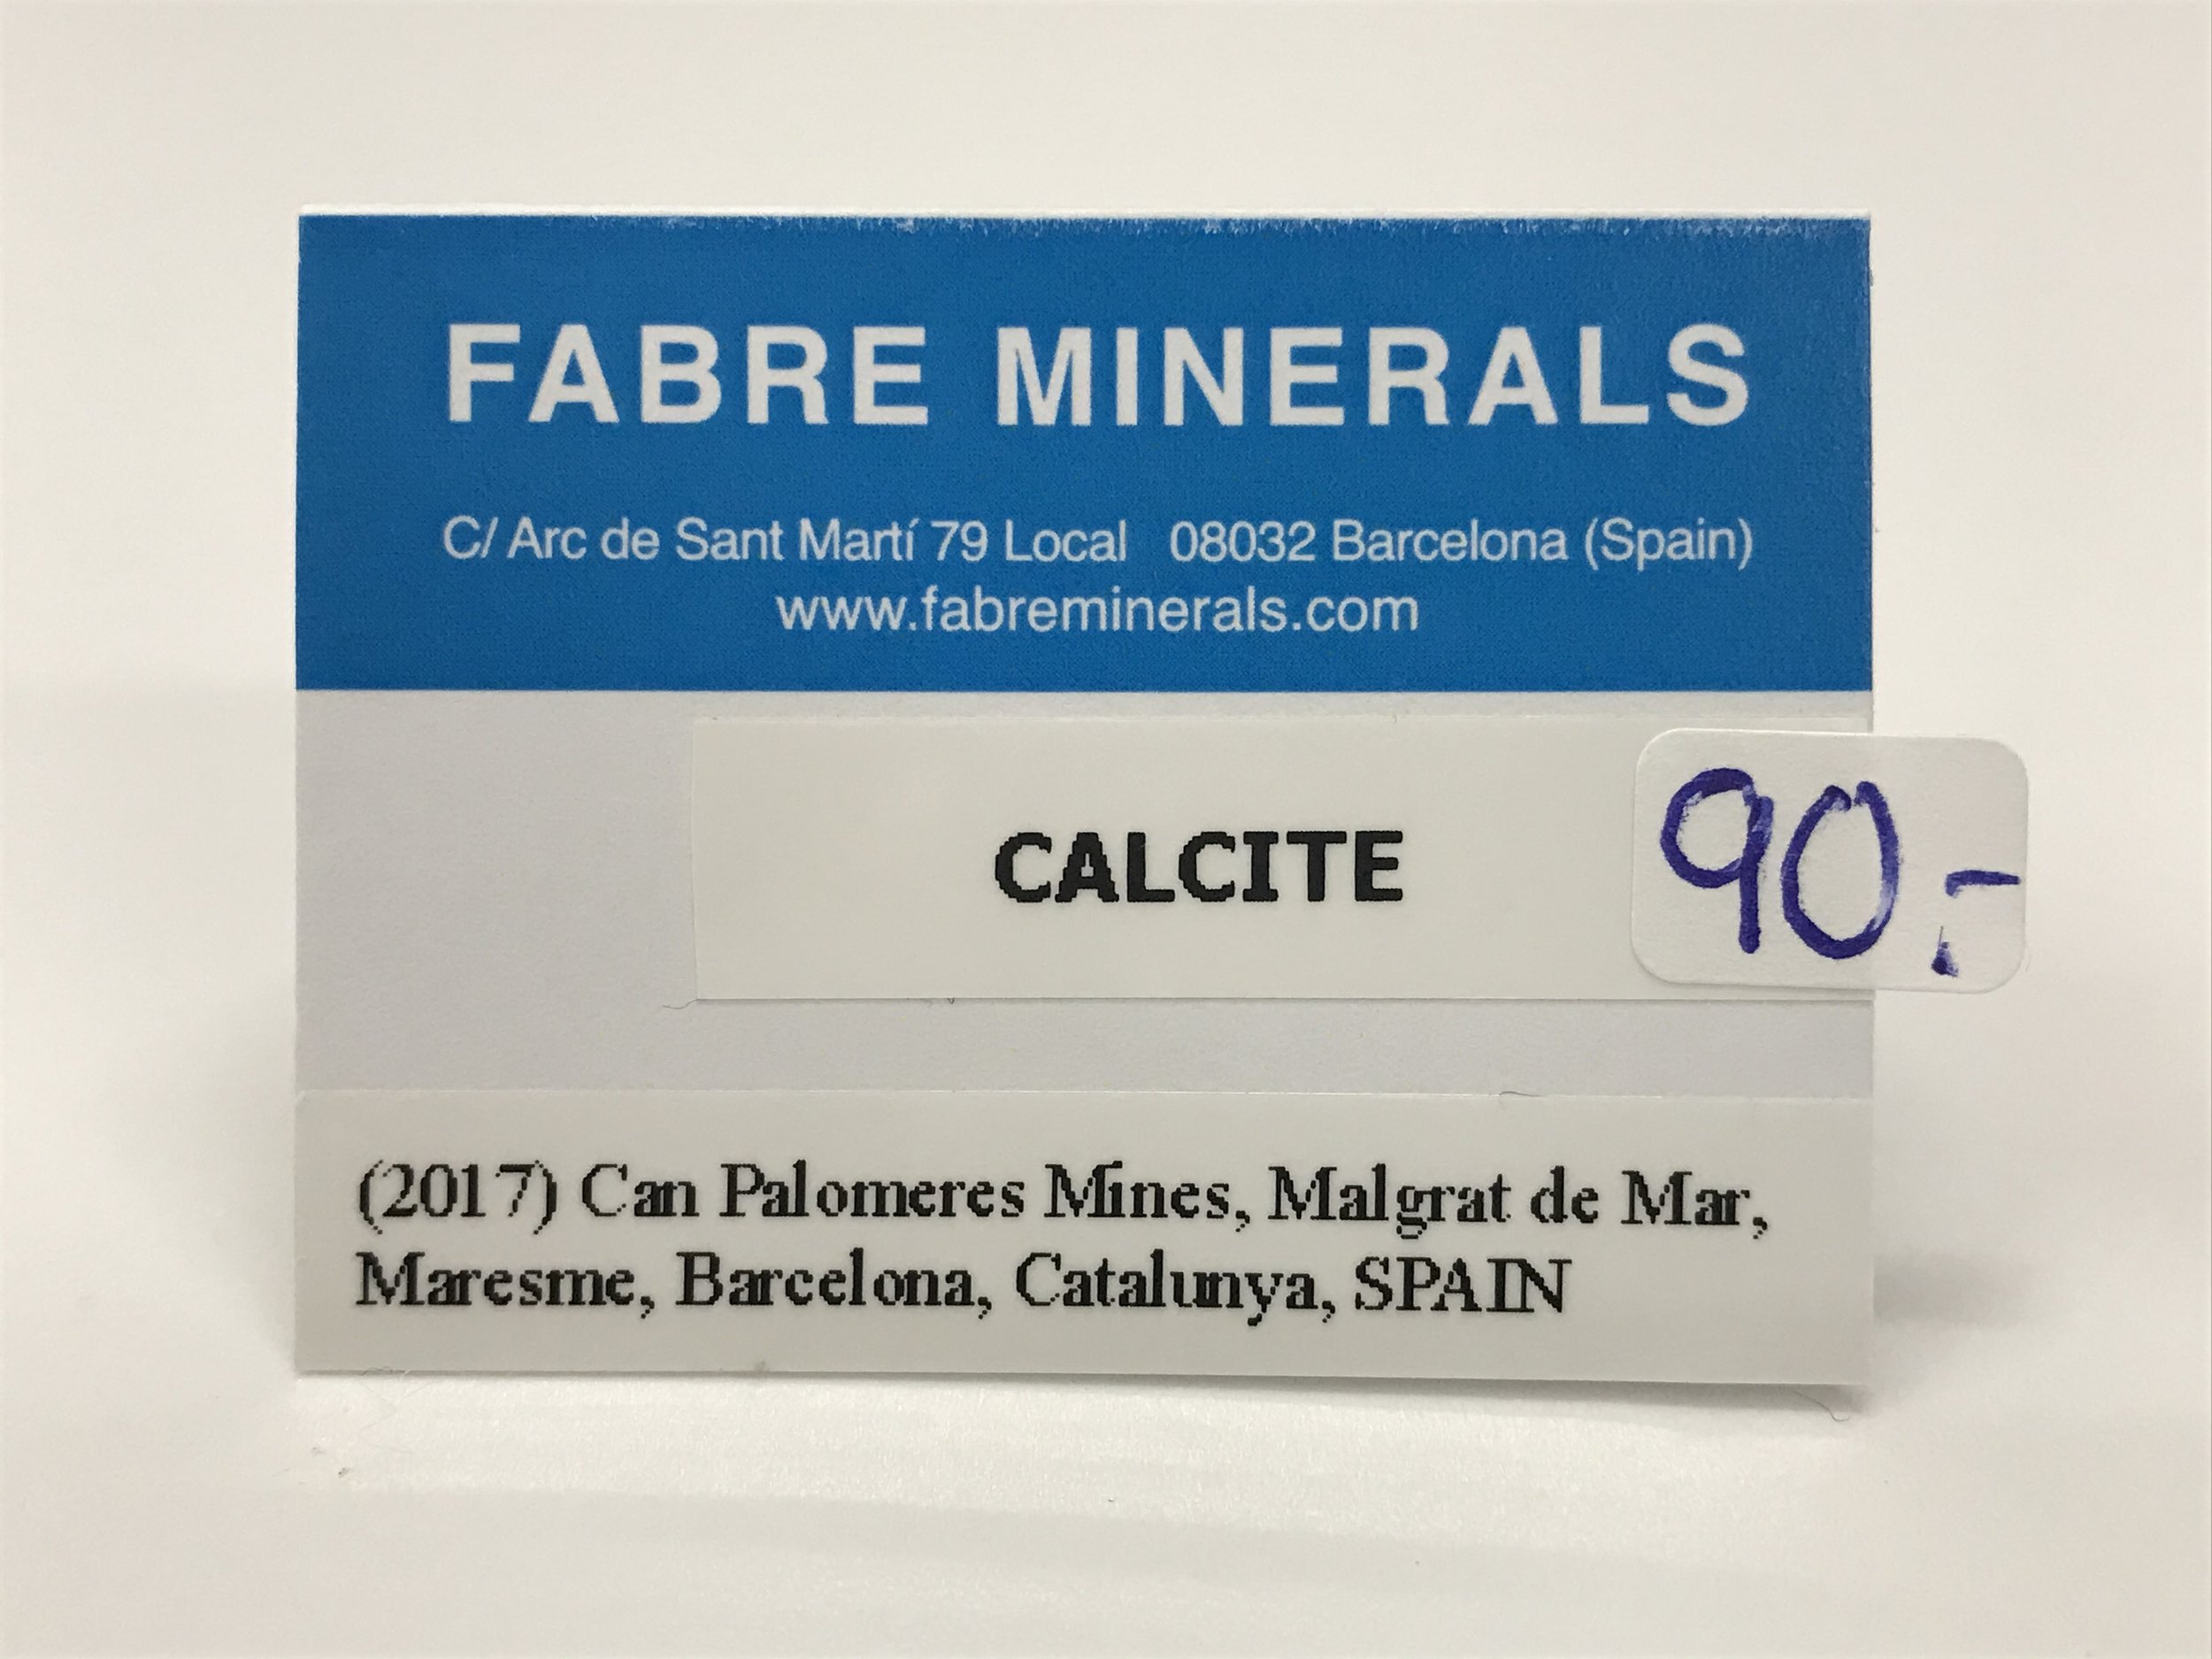 FABRE MINERALS
C/ Arc de Sant Martí 79 Local 08032 Barcelona (Spain)
www.fabreminerals.com
CALCITE
90.-
(2017) Can Palomeres Mines, Malgrat de Mar,
Maresme, Barcelona, Catalunya, SPAIN